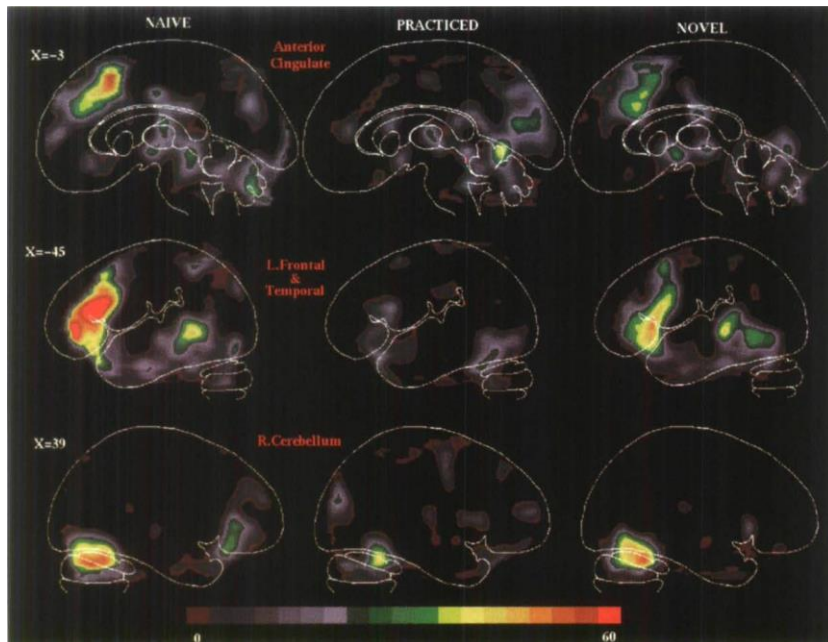 NAIVE
PRACTICED
NOVEL
X=-3
Anterior
Cingulate
X=-45
L.Frontal
&
Temporal
X=39
R.Cerebellum
0
60